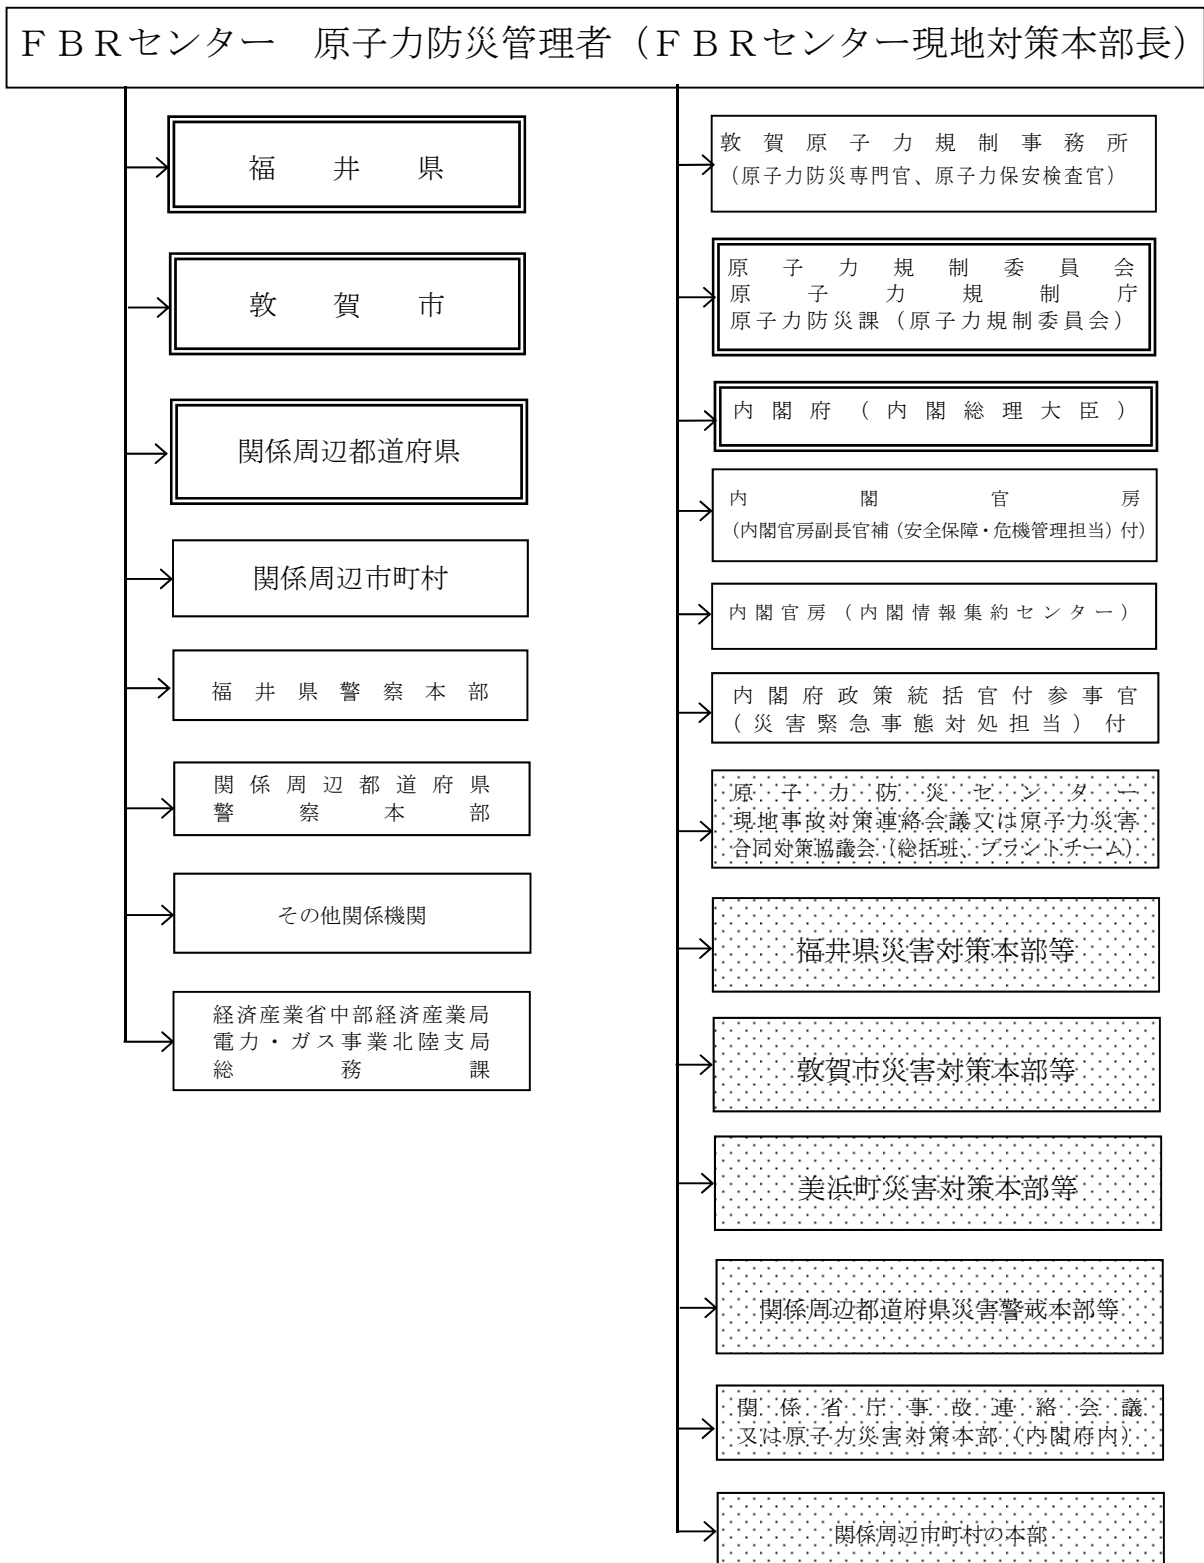 ＦＢＲセンター　原子力防災管理者（ＦＢＲセンター現地対策本部長）
福井県
敦賀市
関係周辺都道府県
関係周辺市町村
福井県警察本部
関係周辺都道府県
警察本部
その他関係機関
経済産業省中部経済産業局
電力・ガス事業北陸支局
総務課
敦賀原子力規制事務所
（原子力防災専門官、原子力保安検査官）
原子力規制委員会
原子力規制庁
原子力防災課（原子力規制委員会）
内閣府（内閣総理大臣）
内閣官房
（内閣官房副長官補（安全保障・危機管理担当）付）
内閣官房（内閣情報集約センター）
内閣府政策統括官付参事官
（災害緊急事態対処担当）付
原子力防災センター
現地事故対策連絡会議又は原子力災害
合同対策協議会（総括班、プラントチーム）
福井県災害対策本部等
敦賀市災害対策本部等
美浜町災害対策本部等
関係周辺都道府県災害警戒本部等
関係省庁事故連絡会議
又は原子力災害対策本部（内閣府内）
関係周辺市町村の本部